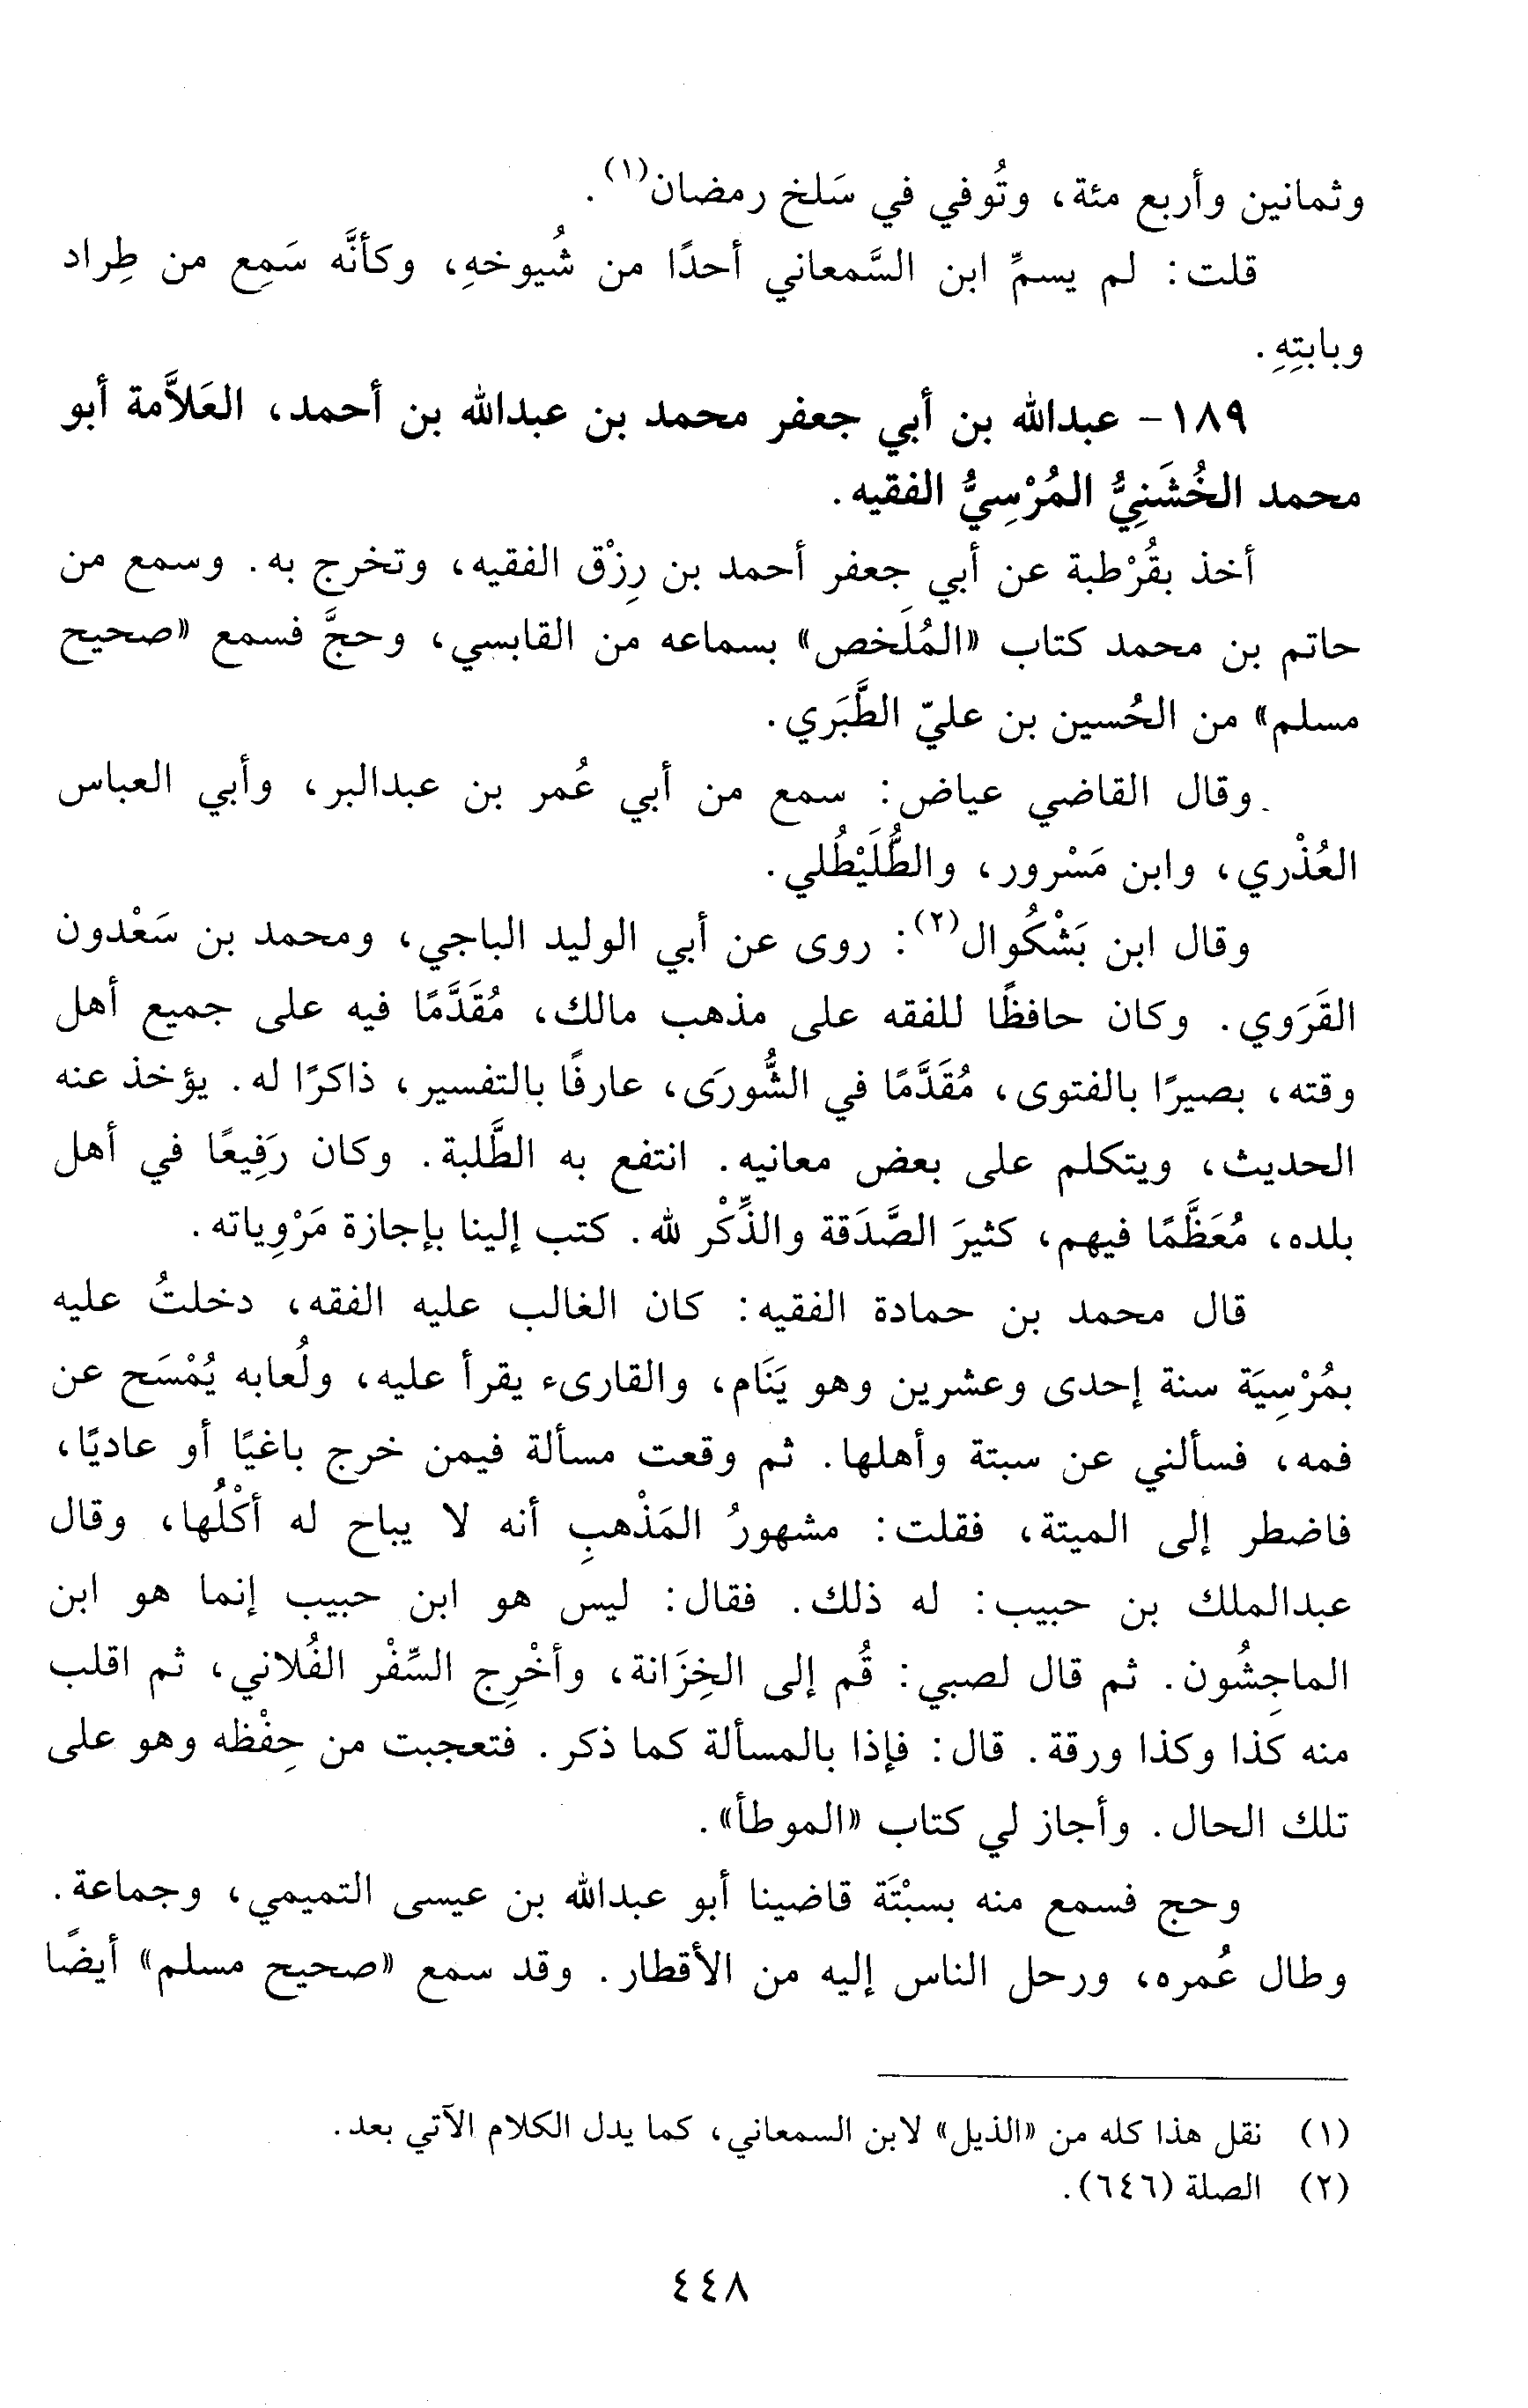 وثمانين وأربع مئة، وتُوفي في سَلخ رمضان(١).
قلت: لم يسمِّ ابن السَّمعاني أحدًا من شُيوخهِ، وكأنَّه سَمِع من طِراد
وبابتِهِ.
١٨٩- عبدالله بن أبي جعفر محمد بن عبدالله بن أحمد، العَلاَّمة أبو
محمد الخُشَنِيُّ المُرْسِيُّ الفقيه.
أخذ بقُرْطبة عن أبي جعفر أحمد بن رِزْق الفقيه، وتخرج به. وسمع من
حاتم بن محمد كتاب «المُلَخص» بسماعه من القابسي، وحجَّ فسمع «صحيح
مسلم» من الحُسين بن عليّ الطَّبَري.
وقال القاضي عياض: سمع من أبي عُمر بن عبدالبر، وأبي العباس
العُذْري، وابن مَسْرور، والطُّلَيْطُلي.
وقال ابن بَشْكُوال(٢): روى عن أبي الوليد الباجي، ومحمد بن سَعْدون
القَرَوي. وكان حافظًا للفقه على مذهب مالك، مُقَدَّمًا فيه على جميع أهل
وقته، بصيرًا بالفتوى، مُقَدَّمًا في الشُّورَى، عارفًا بالتفسير، ذاكرًا له. يؤخذ عنه
الحديث، ويتكلم على بعض معانيه. انتفع به الطَّلبة. وكان رَفِيعًا في أهل
بلده، مُعَظَّمًا فيهم، كثيرَ الصَّدَقة والذِّكْر لله. كتب إلينا بإجازة مَرْوِياته.
قال محمد بن حمادة الفقيه: كان الغالب عليه الفقه، دخلتُ عليه
بمُرْسِيَة سنة إحدى وعشرين وهو يَنَام، والقارىء يقرأ عليه، ولُعابه يُمْسَح عن
فمه، فسألني عن سبتة وأهلها. ثم وقعت مسألة فيمن خرج باغيًا أو عاديًا،
فاضطر إلى الميتة، فقلت: مشهورُ المَذْهبِ أنه لا يباح له أكْلُها، وقال
عبدالملك بن حبيب: له ذلك. فقال: ليس هو ابن حبيب إنما هو ابن
الماجِشُون. ثم قال لصبي: قُم إلى الخِزَانة، وأخْرِج السِّفْر الفُلاني، ثم اقلب
منه كذا وكذا ورقة. قال: فإذا بالمسألة كما ذكر. فتعجبت من حِفْظه وهو على
تلك الحال. وأجاز لي كتاب «الموطأ».
وحج فسمع منه بسبْتَة قاضينا أبو عبدالله بن عيسى التميمي، وجماعة.
وطال عُمره، ورحل الناس إليه من الأقطار. وقد سمع «صحيح مسلم» أيضًا
(١) نقل هذا كله من «الذيل» لابن السمعاني، كما يدل الكلام الآتي بعد.
(٢) الصلة (٦٤٦).
٤٤٨